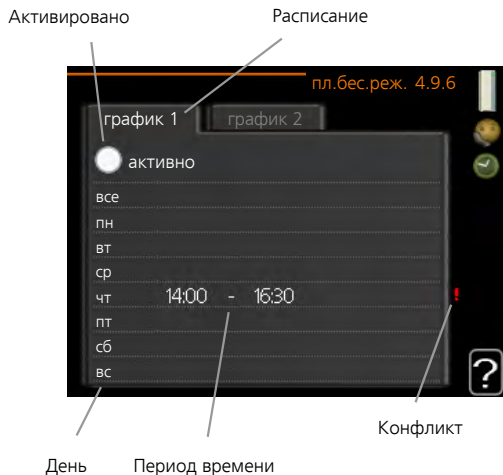 Активировано
Расписание
пл.бес.реж. 4.9.6
график 1
график 2
активно
все
пн
вт
ср
чт 14:00 - 16:30 !
пт
сб
вс
?
Конфликт
День
Период времени